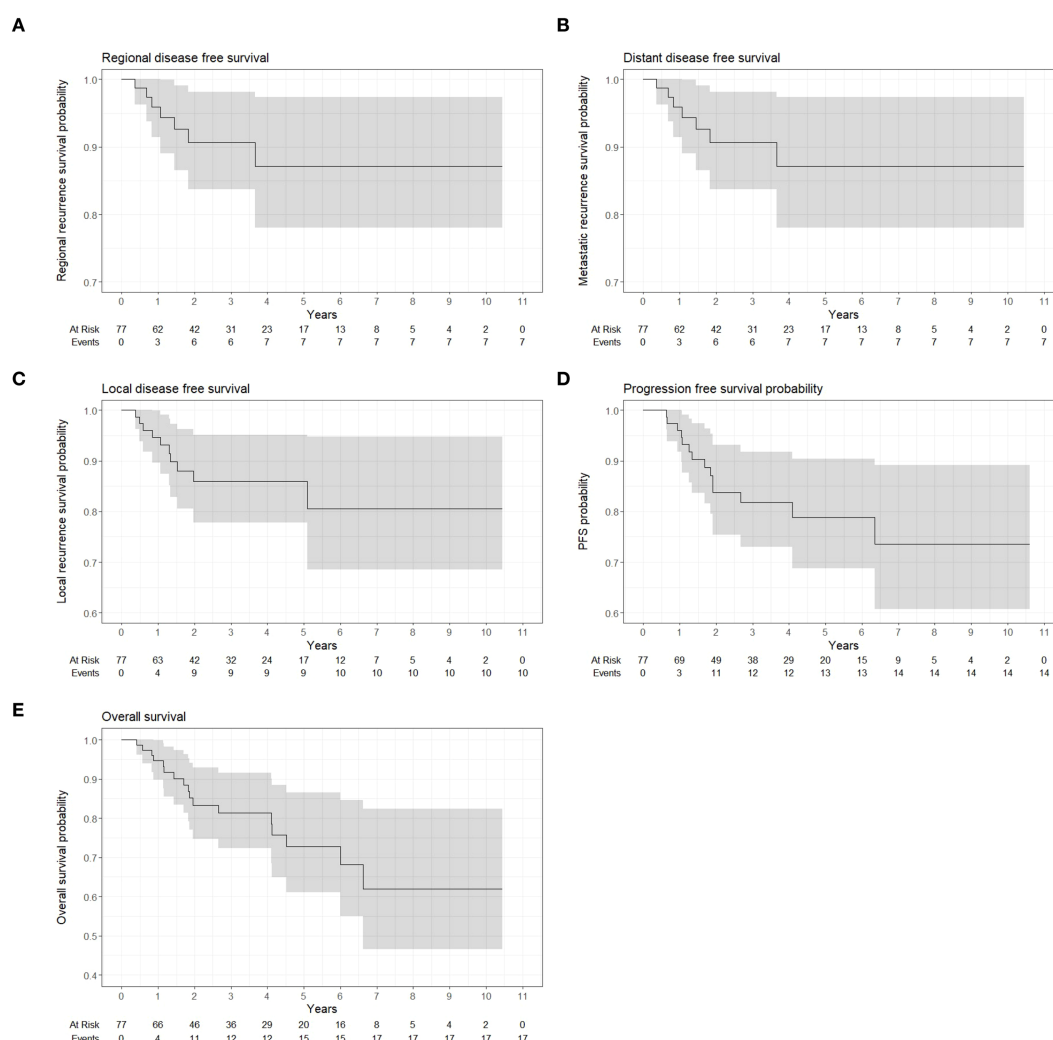 A
Regional disease free survival
Regional recurrence survival probability
1.0
0.9
0.8
0.7
0 1 2 3 4 5 6 7 8 9 10 11
Years
At Risk 77 62 42 31 23 17 13 8 5 4 2 0
Events 0 3 6 6 7 7 7 7 7 7 7 7
B
Distant disease free survival
Metastatic recurrence survival probability
1.0
0.9
0.8
0.7
0 1 2 3 4 5 6 7 8 9 10 11
Years
At Risk 77 62 42 31 23 17 13 8 5 4 2 0
Events 0 3 6 6 7 7 7 7 7 7 7 7
C
Local disease free survival
Local recurrence survival probability
1.0
0.9
0.8
0.7
0.6
0 1 2 3 4 5 6 7 8 9 10 11
Years
At Risk 77 63 42 32 24 17 12 7 5 4 2 0
Events 0 4 9 9 9 9 10 10 10 10 10 10
D
Progression free survival probability
PFS probability
1.0
0.9
0.8
0.7
0.6
0 1 2 3 4 5 6 7 8 9 10 11
Years
At Risk 77 69 49 38 29 20 15 9 5 4 2 0
Events 0 3 11 12 12 13 13 14 14 14 14 14
E
Overall survival
Overall survival probability
1.0
0.9
0.8
0.7
0.6
0.5
0.4
0 1 2 3 4 5 6 7 8 9 10 11
Years
At Risk 77 66 46 36 29 20 16 8 5 4 2 0
Events 0 4 11 12 12 15 15 17 17 17 17 17